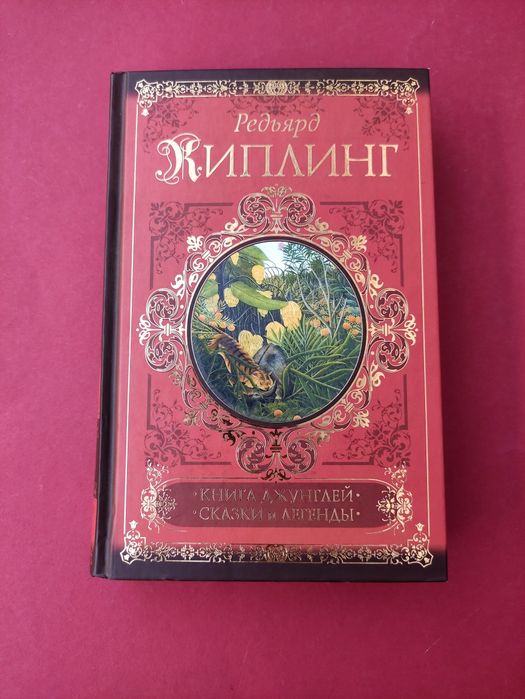 Редьярд
КИПЛИНГ
• КНИГА ДЖУНГЛЕЙ •
• СКАЗКИ и ЛЕГЕНДЫ •